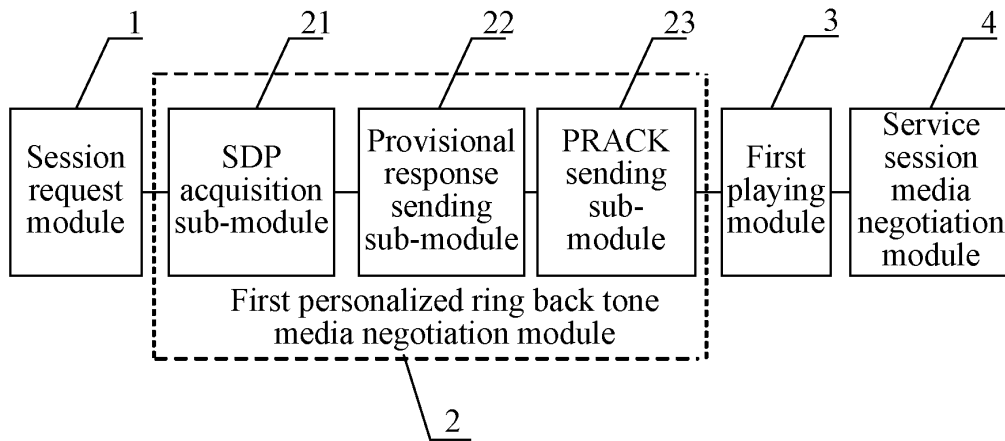 1
21
22
23
3
4
Session
request
module
SDP
acquisition
sub-module
Provisional
response
sending
sub-module
PRACK
sending
sub-
module
First
playing
module
Service
session
media
negotiation
module
First personalized ring back tone
media negotiation module
2